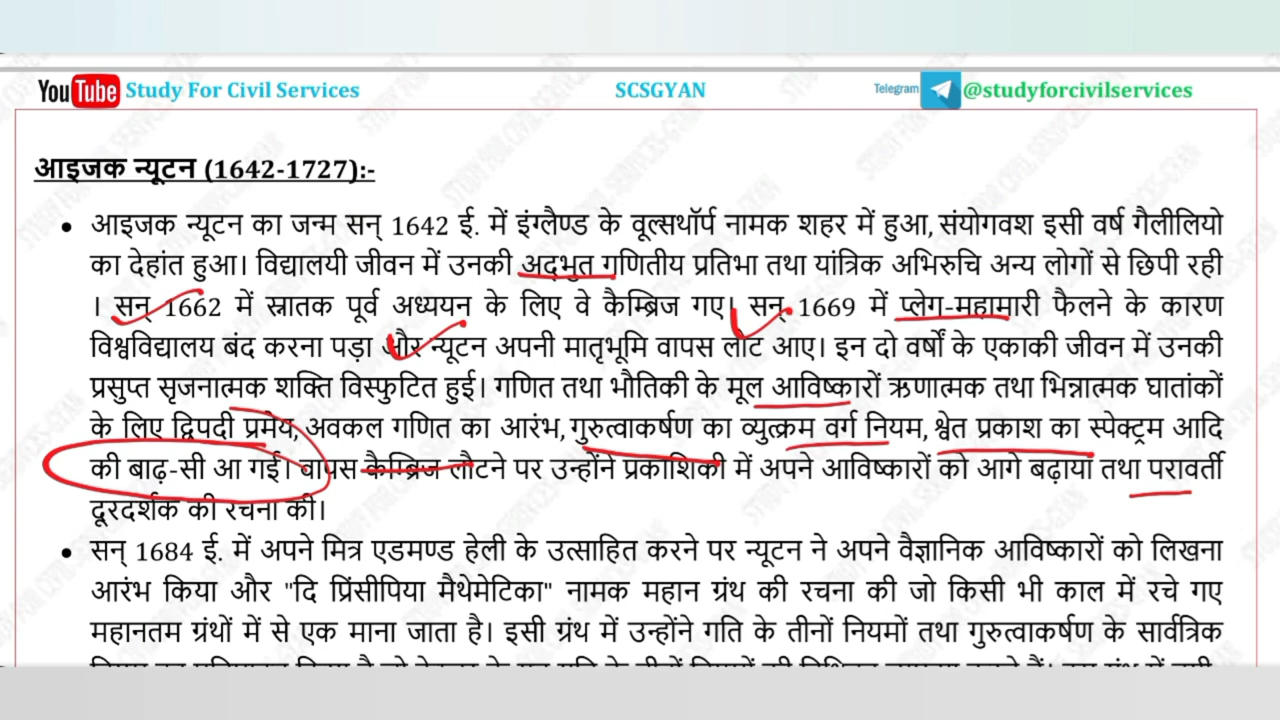 YouTube Study For Civil Services SCSGYAN Telegram @studyforcivilservices
आइजक न्यूटन (1642-1727):-
• आइजक न्यूटन का जन्म सन् 1642 ई. में इंग्लैण्ड के वूल्सथॉर्प नामक शहर में हुआ, संयोगवश इसी वर्ष गैलीलियो
का देहांत हुआ। विद्यालयी जीवन में उनकी अदभुत गणितीय प्रतिभा तथा यांत्रिक अभिरुचि अन्य लोगों से छिपी रही
। सन् 1662 में स्नातक पूर्व अध्ययन के लिए वे कैम्ब्रिज गए। सन् 1669 में प्लेग-महामारी फैलने के कारण
विश्वविद्यालय बंद करना पड़ा और न्यूटन अपनी मातृभूमि वापस लौट आए। इन दो वर्षों के एकाकी जीवन में उनकी
प्रसुप्त सृजनात्मक शक्ति विस्फुटित हुई। गणित तथा भौतिकी के मूल आविष्कारों ऋणात्मक तथा भिन्नात्मक घातांकों
के लिए द्विपदी प्रमेय, अवकल गणित का आरंभ, गुरुत्वाकर्षण का व्युत्क्रम वर्ग नियम, श्वेत प्रकाश का स्पेक्ट्रम आदि
की बाढ़-सी आ गई। वापस कैम्ब्रिज लौटने पर उन्होंने प्रकाशिकी में अपने आविष्कारों को आगे बढ़ाया तथा परावर्ती
दूरदर्शक की रचना की।
• सन् 1684 ई. में अपने मित्र एडमण्ड हेली के उत्साहित करने पर न्यूटन ने अपने वैज्ञानिक आविष्कारों को लिखना
आरंभ किया और "दि प्रिंसीपिया मैथेमेटिका" नामक महान ग्रंथ की रचना की जो किसी भी काल में रचे गए
महानतम ग्रंथों में से एक माना जाता है। इसी ग्रंथ में उन्होंने गति के तीनों नियमों तथा गुरुत्वाकर्षण के सार्वत्रिक